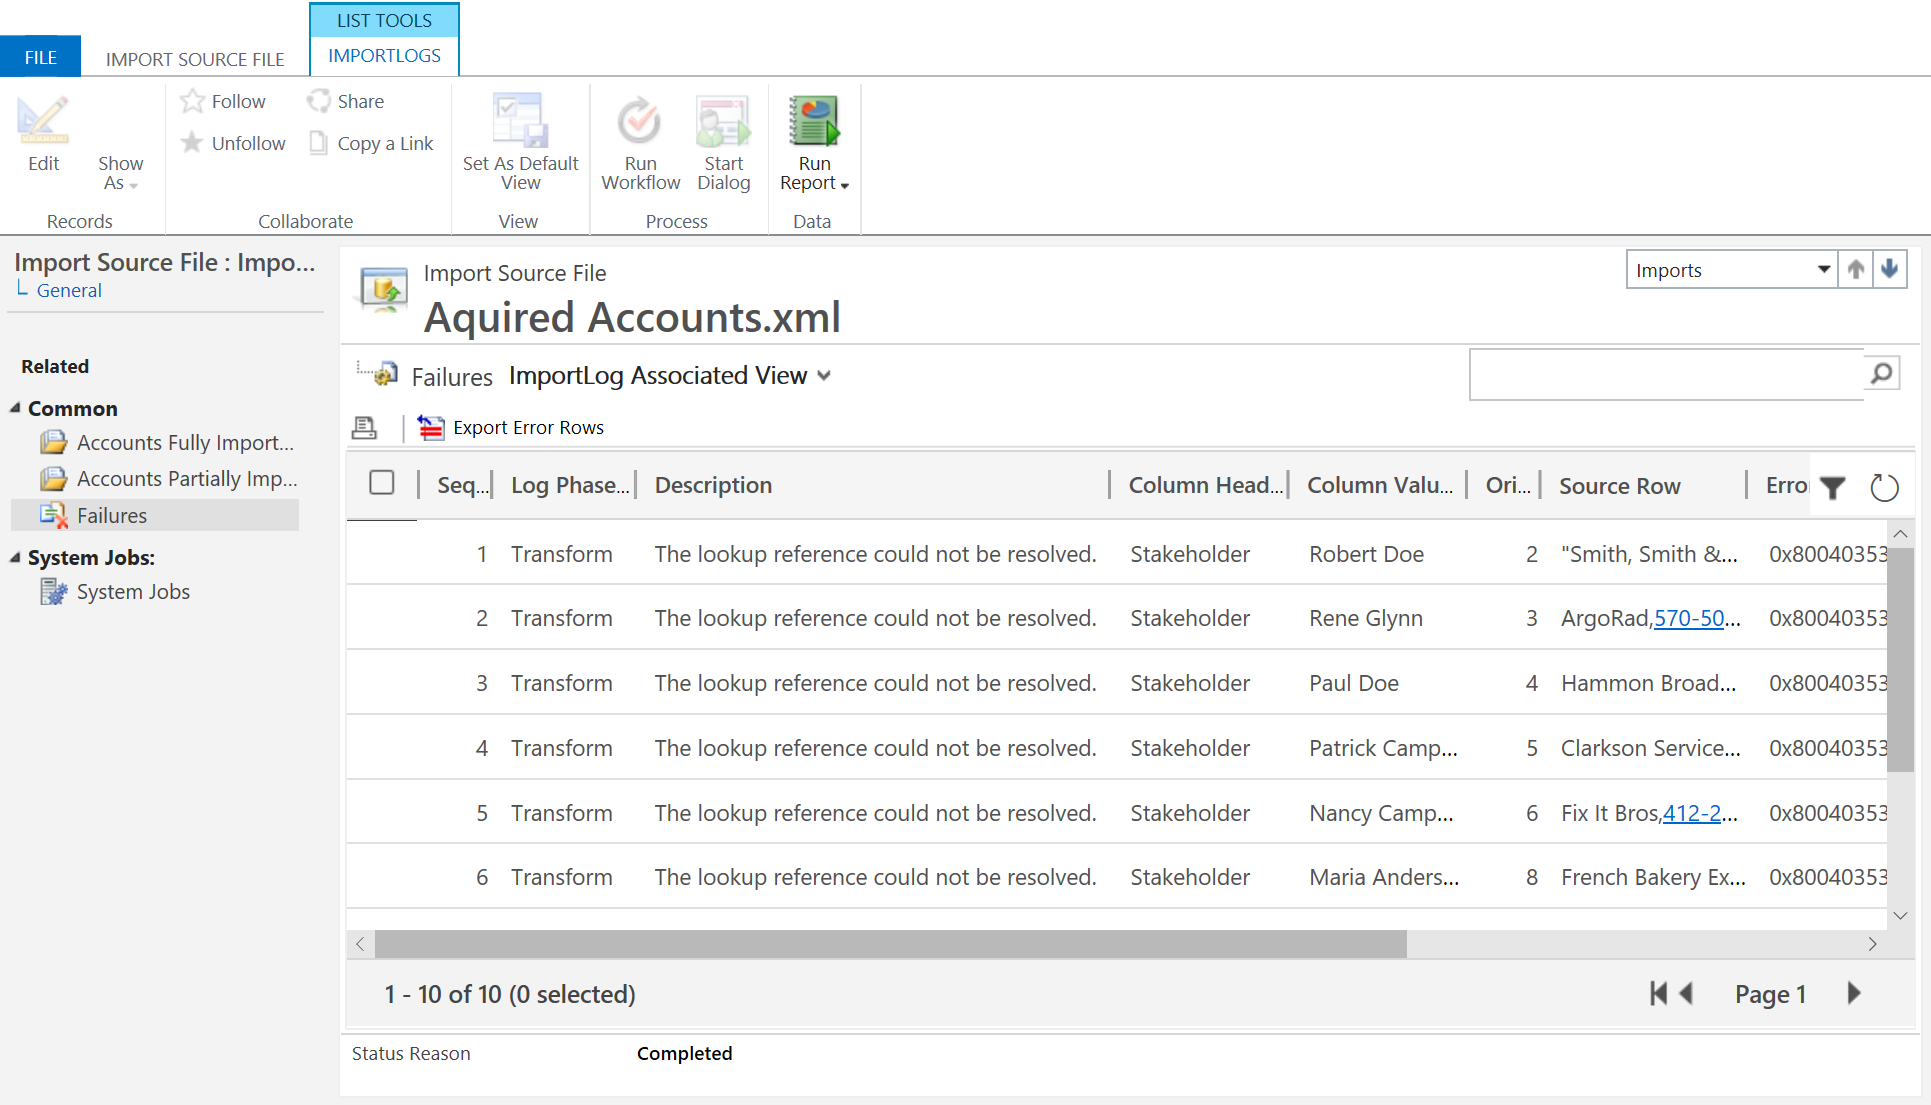 LIST TOOLS
FILE
IMPORT SOURCE FILE
IMPORTLOGS
Edit
Show As
Records
Follow
Unfollow
Share
Copy a Link
Collaborate
Set As Default View
View
Run Workflow
Start Dialog
Process
Run Report
Data
Import Source File : Impo...
General
Related
Common
Accounts Fully Import...
Accounts Partially Imp...
Failures
System Jobs:
System Jobs
Import Source File
Aquired Accounts.xml
Imports
Failures ImportLog Associated View
Export Error Rows
Seq... Log Phase... Description Column Head... Column Valu... Ori... Source Row Erro
1 Transform The lookup reference could not be resolved. Stakeholder Robert Doe 2 "Smith, Smith &... 0x80040353
2 Transform The lookup reference could not be resolved. Stakeholder Rene Glynn 3 ArgoRad,570-50... 0x80040353
3 Transform The lookup reference could not be resolved. Stakeholder Paul Doe 4 Hammon Broad... 0x80040353
4 Transform The lookup reference could not be resolved. Stakeholder Patrick Camp... 5 Clarkson Service... 0x80040353
5 Transform The lookup reference could not be resolved. Stakeholder Nancy Camp... 6 Fix It Bros,412-2... 0x80040353
6 Transform The lookup reference could not be resolved. Stakeholder Maria Anders... 8 French Bakery Ex... 0x80040353
1 - 10 of 10 (0 selected)
Page 1
Status Reason Completed